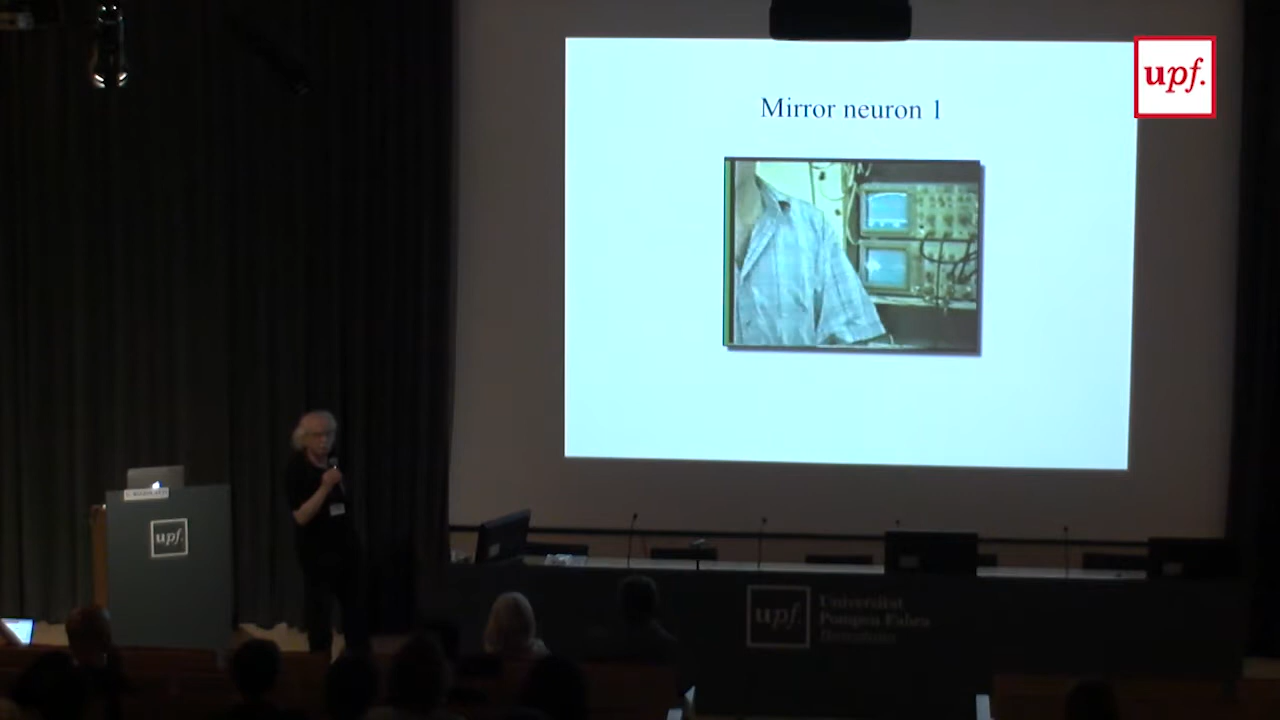 Mirror neuron 1
upf.
upf.
upf.
Universitat
Pompeu Fabra
Barcelona